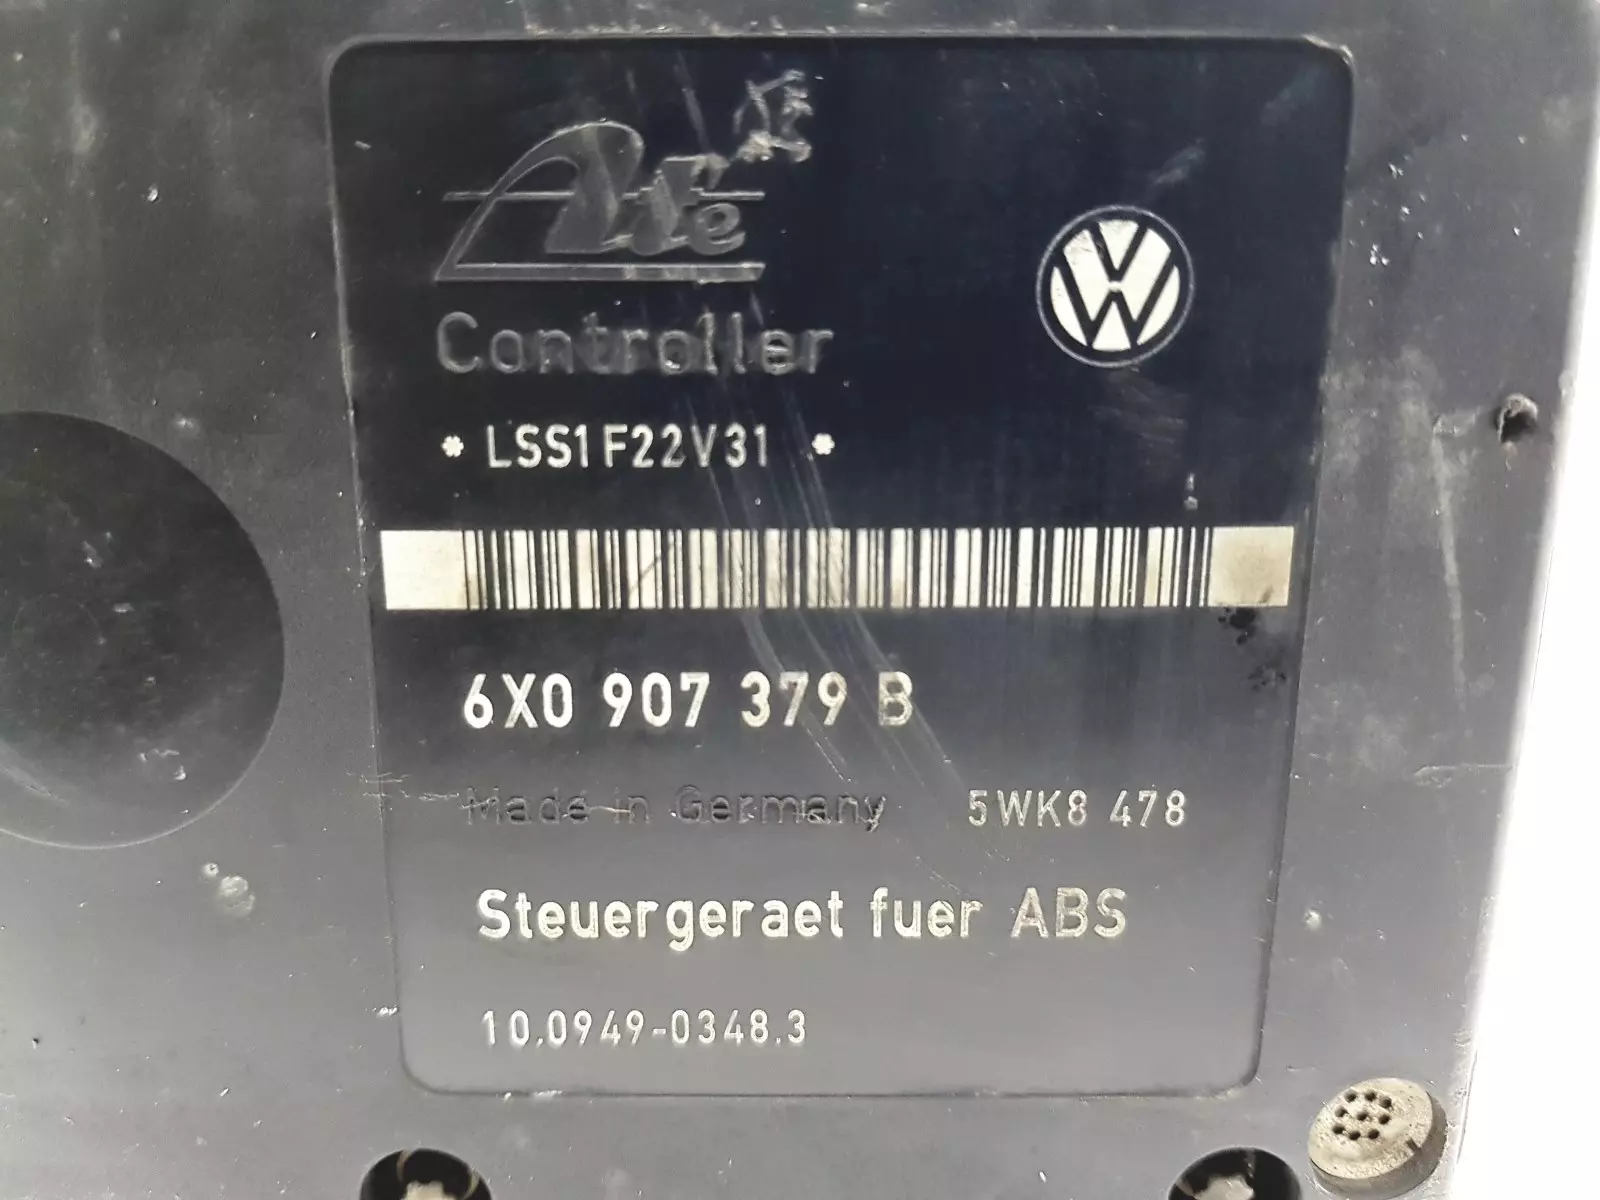 Ate
Controller
* LSS1F22V31 *
6X0 907 379 B
Made in Germany 5WK8 478
Steuergeraet fuer ABS
10.0949-0348.3